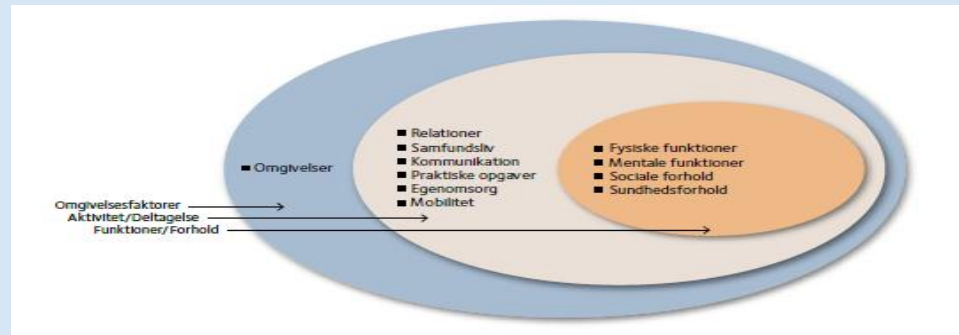 ■ Omgivelser
■ Relationer
■ Samfundsliv
■ Kommunikation
■ Praktiske opgaver
■ Egenomsorg
■ Mobilitet
■ Fysiske funktioner
■ Mentale funktioner
■ Sociale forhold
■ Sundhedsforhold
Omgivelsesfaktorer
Aktivitet/Deltagelse
Funktioner/Forhold